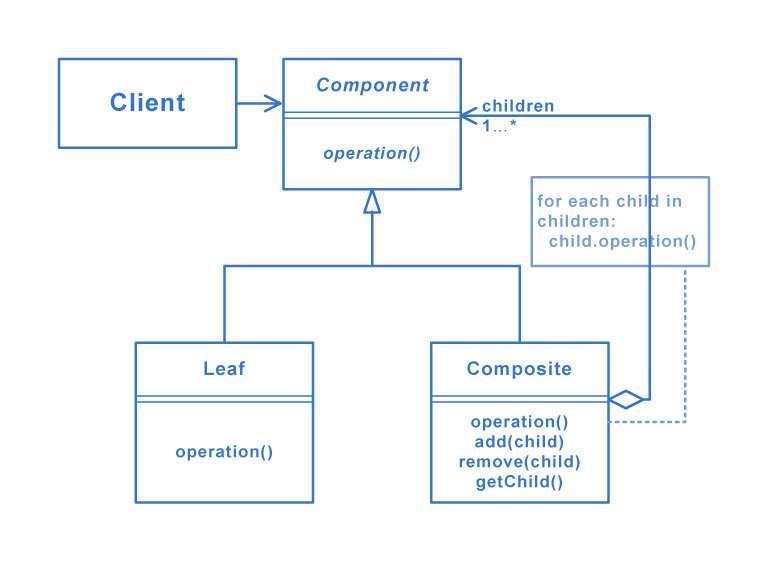 Client
Component
operation()
children
1...*
for each child in
children:
child.operation()
Leaf
operation()
Composite
operation()
add(child)
remove(child)
getChild()